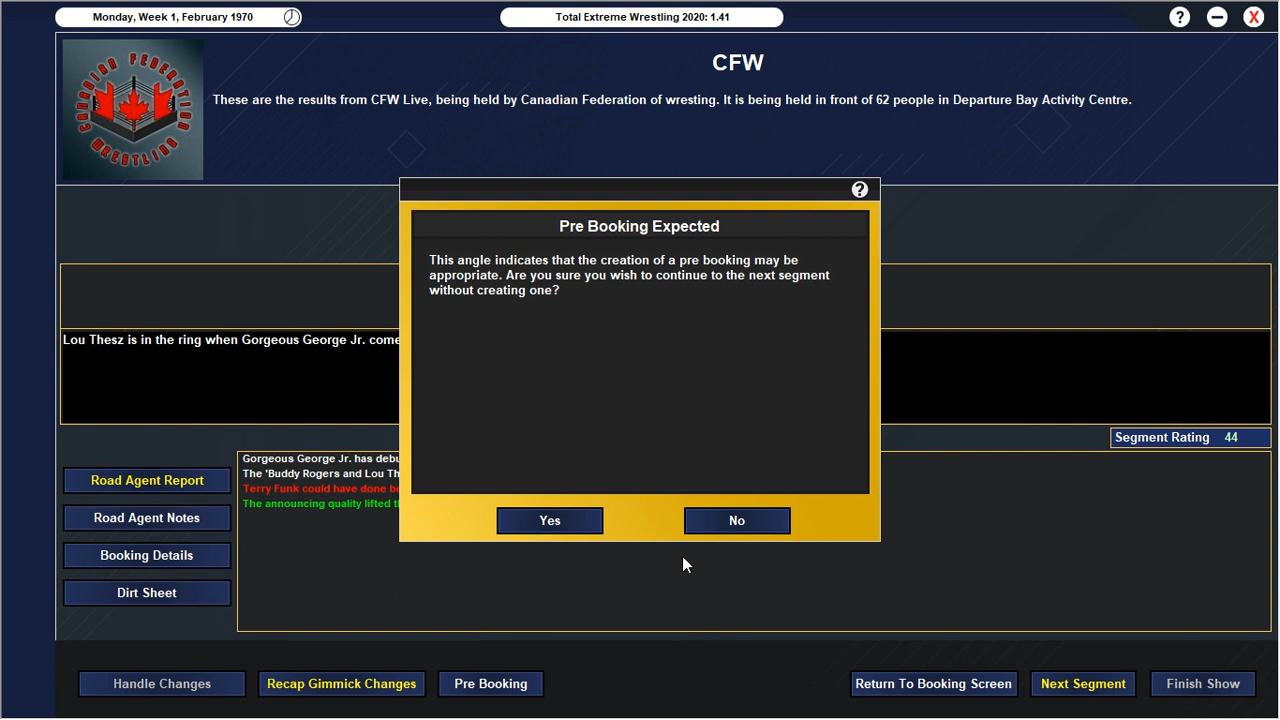 Monday, Week 1, February 1970
Total Extreme Wrestling 2020: 1.41
?
X
CANADIAN FEDERATION
WRESTLING
CFW
These are the results from CFW Live, being held by Canadian Federation of wresting. It is being held in front of 62 people in Departure Bay Activity Centre.
?
Pre Booking Expected
This angle indicates that the creation of a pre booking may be
appropriate. Are you sure you wish to continue to the next segment
without creating one?
Yes
No
Lou Thesz is in the ring when Gorgeous George Jr. come
Segment Rating 44
Road Agent Report
Road Agent Notes
Booking Details
Dirt Sheet
Gorgeous George Jr. has debu
The 'Buddy Rogers and Lou Th
Terry Funk could have done be
The announcing quality lifted t
Handle Changes
Recap Gimmick Changes
Pre Booking
Return To Booking Screen
Next Segment
Finish Show